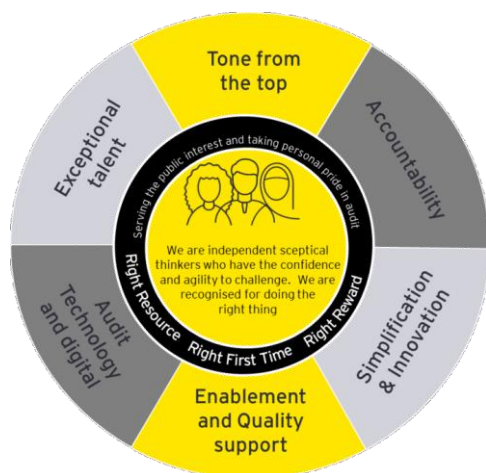 Tone from
the top
Accountability
Simplification
& Innovation
Enablement
and Quality
support
Audit
Technology
and digital
Exceptional
talent
Serving the public interest and taking personal pride in audit
We are independent sceptical
thinkers who have the confidence
and agility to challenge. We are
recognised for doing the
right thing
Right Resource
Right First Time
Right Reward